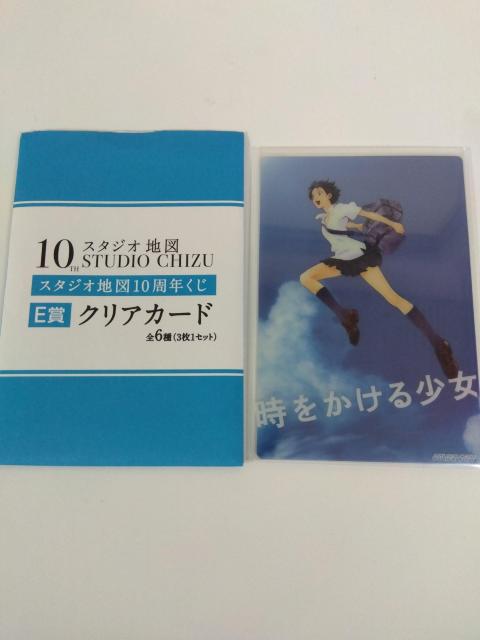 10TH スタジオ地図
STUDIO CHIZU
スタジオ地図10周年くじ
E賞 クリアカード
全6種(3枚1セット)
時をかける少女